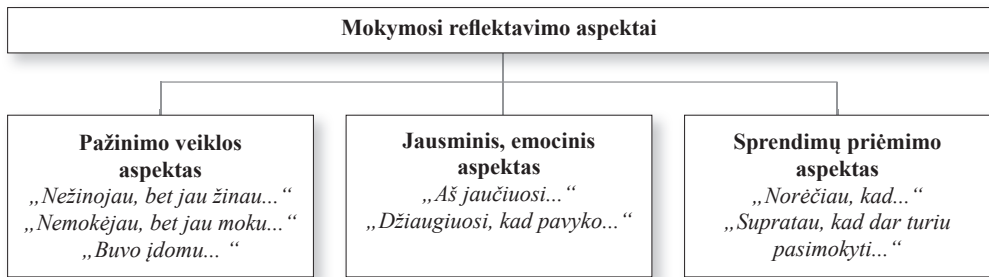 Mokymosi reflektavimo aspektai
Pažinimo veiklos
aspektas
„Nežinojau, bet jau žinau...“
„Nemokėjau, bet jau moku...“
„Buvo įdomu... “
Jausminis, emocinis
aspektas
„Aš jaučiuosi...“
„Džiaugiuosi, kad pavyko...“
Sprendimų priėmimo
aspektas
„Norėčiau, kad...“
„Supratau, kad dar turiu
pasimokyti...“